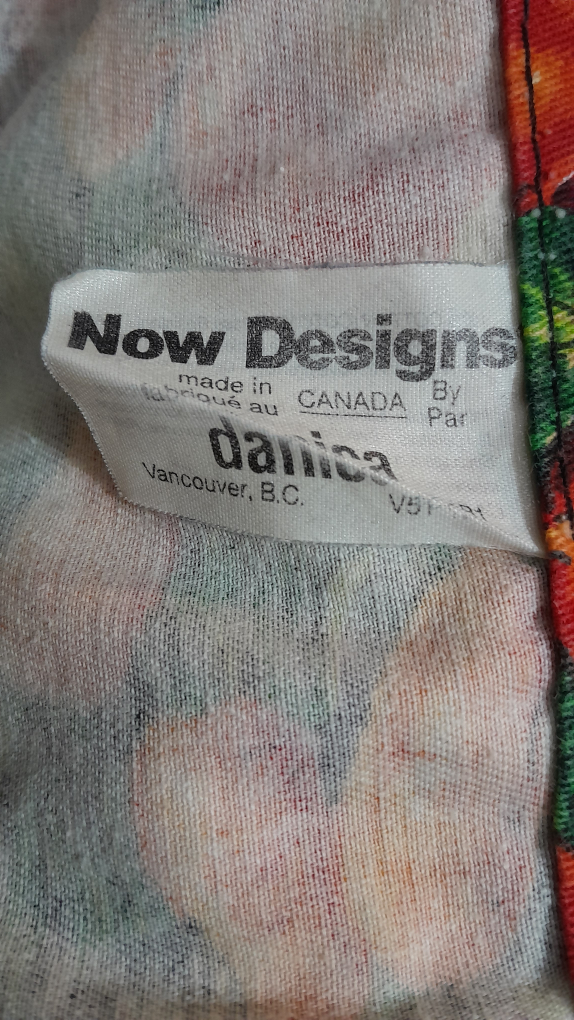 Now Designs
made in CANADA By
fabriqué au Par
danica
Vancouver, B.C.